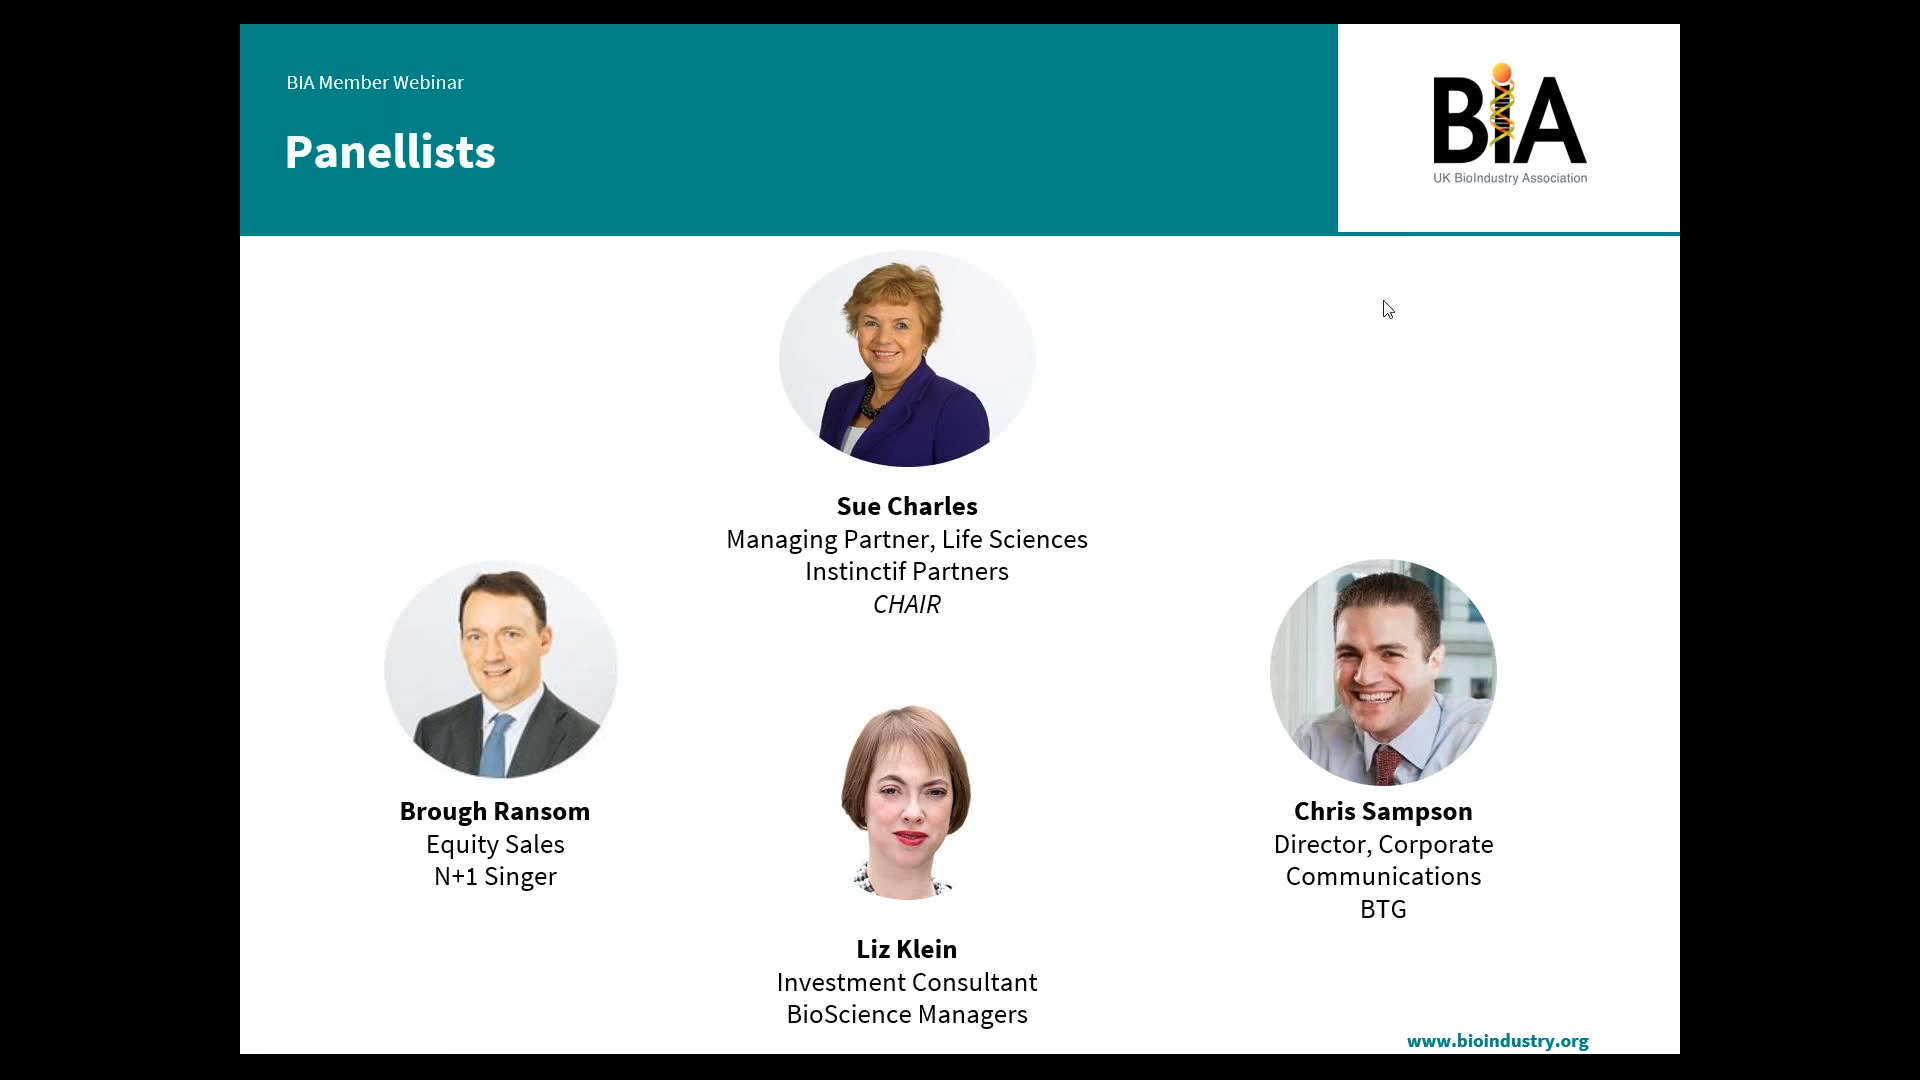 BIA Member Webinar
Panellists
BIA
UK BioIndustry Association
Sue Charles
Managing Partner, Life Sciences
Instinctif Partners
CHAIR
Brough Ransom
Equity Sales
N+1 Singer
Liz Klein
Investment Consultant
BioScience Managers
Chris Sampson
Director, Corporate
Communications
BTG
www.bioindustry.org